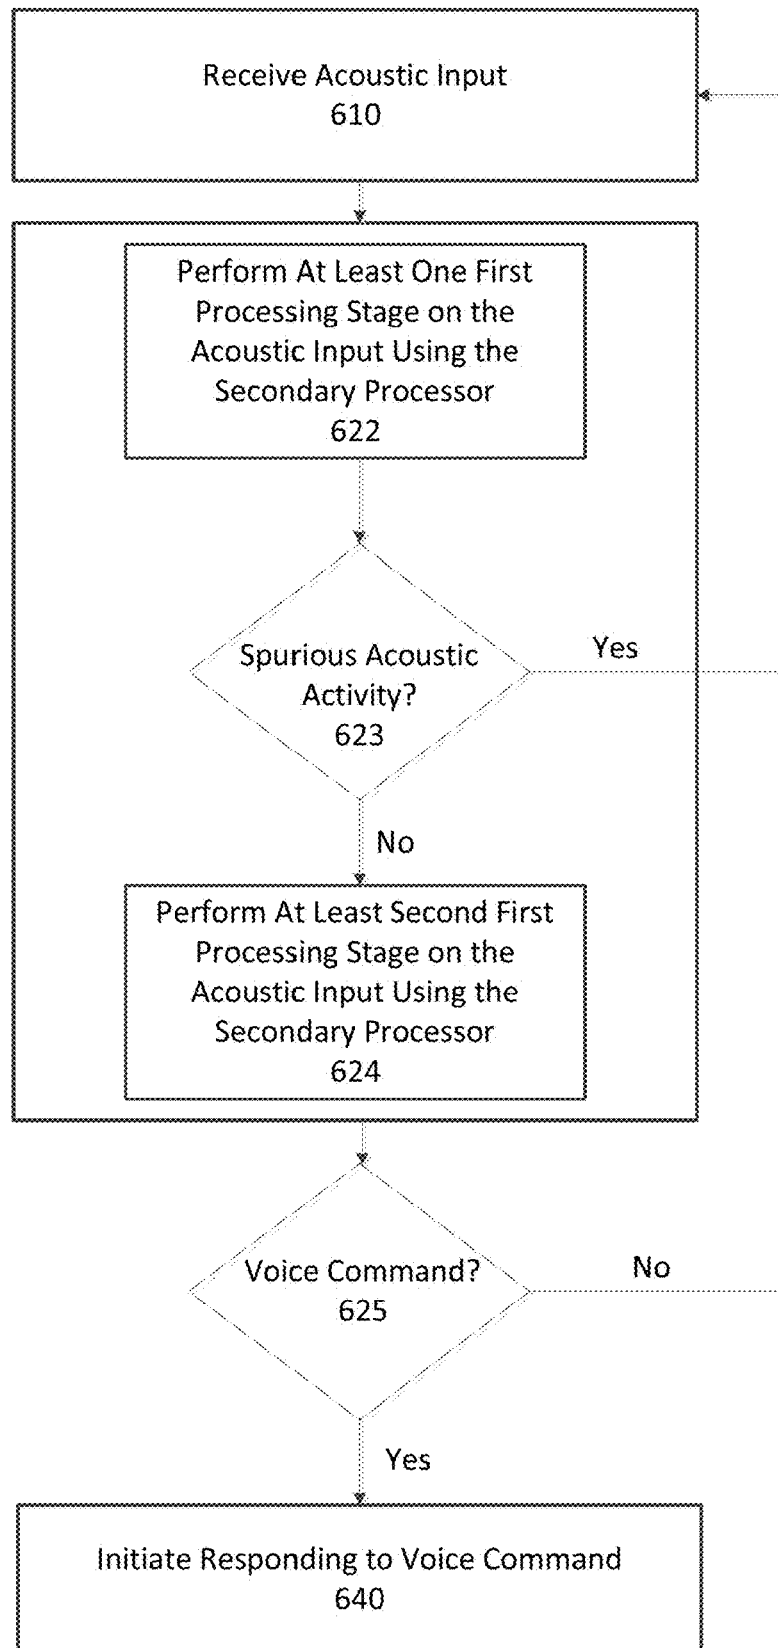 Receive Acoustic Input
610
Perform At Least One First
Processing Stage on the
Acoustic Input Using the
Secondary Processor
622
Spurious Acoustic
Activity?
623
Yes
No
Perform At Least Second First
Processing Stage on the
Acoustic Input Using the
Secondary Processor
624
Voice Command?
625
No
Yes
Initiate Responding to Voice Command
640